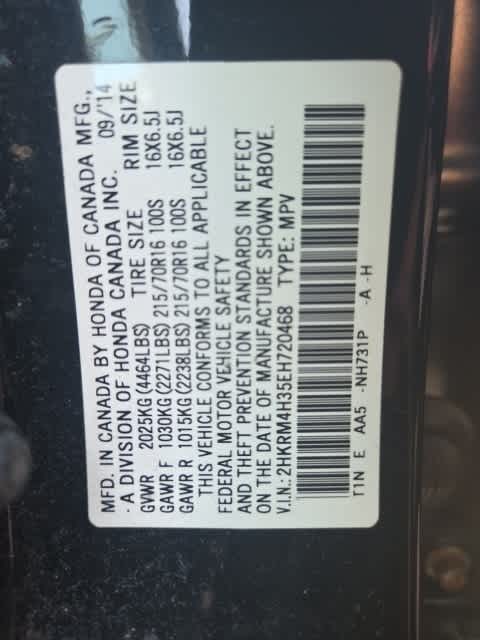 MFD. IN CANADA BY HONDA OF CANADA MFG.,
A DIVISION OF HONDA CANADA INC. 09/'14
GVWR 2025KG(4464LBS) TIRE SIZE RIM SIZE
GAWR F 1030KG(2271LBS)215/70R16 100S 16X6.5J
GAWR R 1015KG(2238LBS)215/70R16 100S 16X6.5J
THIS VEHICLE CONFORMS TO ALL APPLICABLE
FEDERAL MOTOR VEHICLE SAFETY
AND THEFT PREVENTION STANDARDS IN EFFECT
ON THE DATE OF MANUFACTURE SHOWN ABOVE.
V.I.N.:2HKRM4H35EH720468 TYPE: MPV
T1N E AA5 -NH731P -A -H